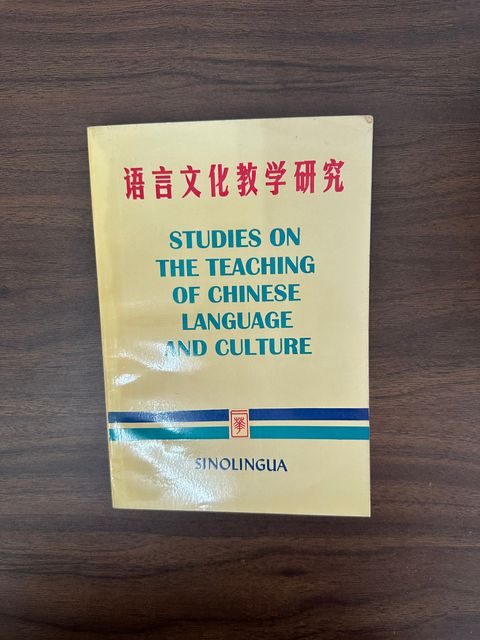 语言文化教学研究
STUDIES ON
THE TEACHING
OF CHINESE
LANGUAGE
AND CULTURE
SINOLINGUA